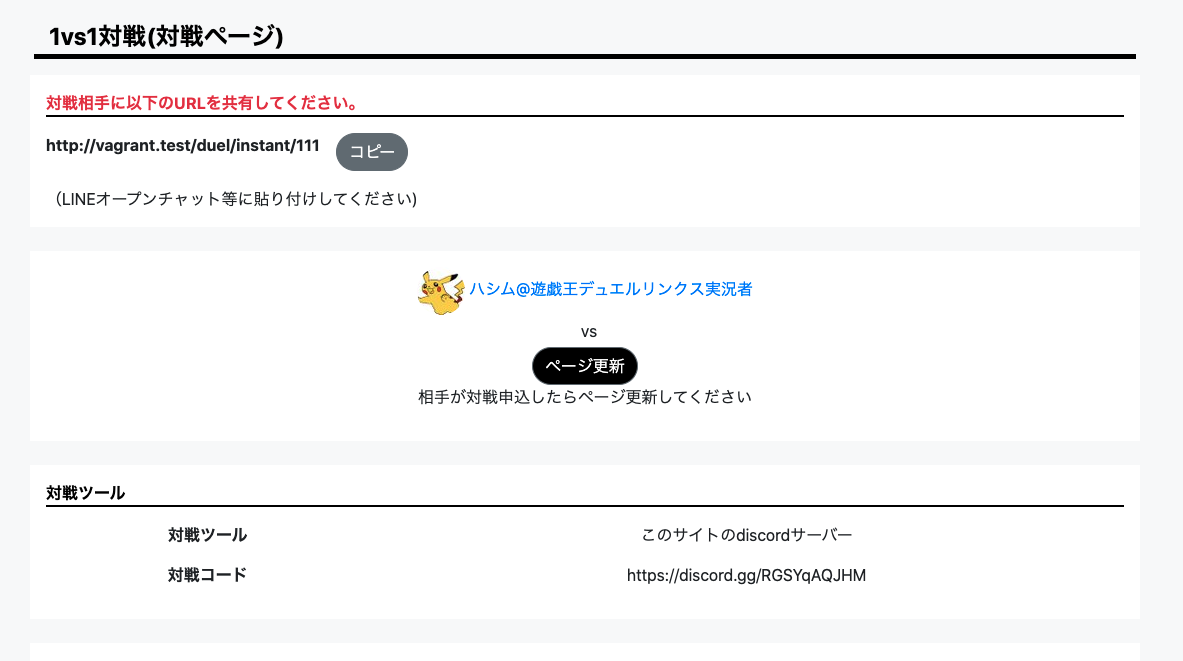 1vs1対戦(対戦ページ)
対戦相手に以下のURLを共有してください。
http://vagrant.test/duel/instant/111 コピー
（LINEオープンチャット等に貼り付けしてください)
ハシム@遊戯王デュエルリンクス実況者
vs
ページ更新
相手が対戦申込したらページ更新してください
対戦ツール
対戦ツール このサイトのdiscordサーバー
対戦コード https://discord.gg/RGSYqAQJHM